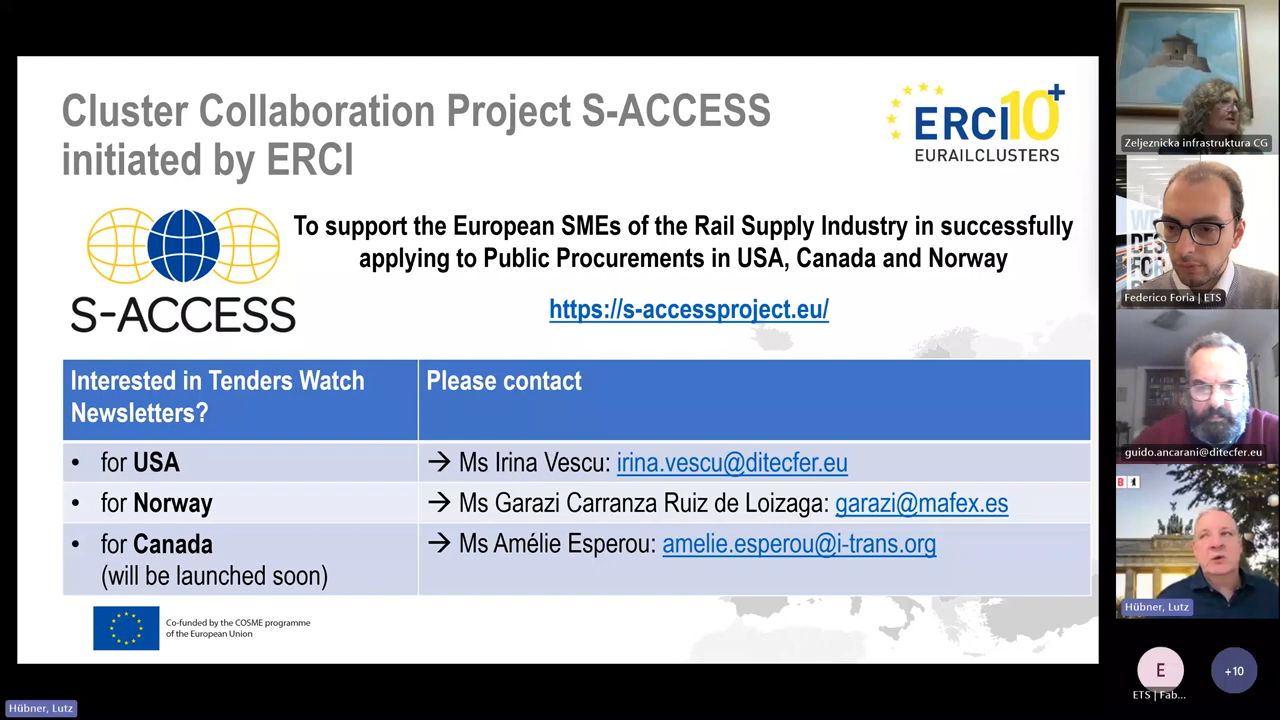 Cluster Collaboration Project S-ACCESS
initiated by ERCI
ERCI10+
EURAILCLUSTERS
S-ACCESS
To support the European SMEs of the Rail Supply Industry in successfully
applying to Public Procurements in USA, Canada and Norway
https://s-accessproject.eu/
Interested in Tenders Watch
Newsletters?
Please contact
• for USA
→ Ms Irina Vescu: irina.vescu@ditecfer.eu
• for Norway
→ Ms Garazi Carranza Ruiz de Loizaga: garazi@mafex.es
• for Canada
(will be launched soon)
→ Ms Amélie Esperou: amelie.esperou@i-trans.org
Co-funded by the COSME programme
of the European Union
Hübner, Lutz
Zeljeznicka infrastruktura CG
Federico Foria | ETS
guido.ancarani@ditecfer.eu
B 1
Hübner, Lutz
E
ETS | Fab...
+10